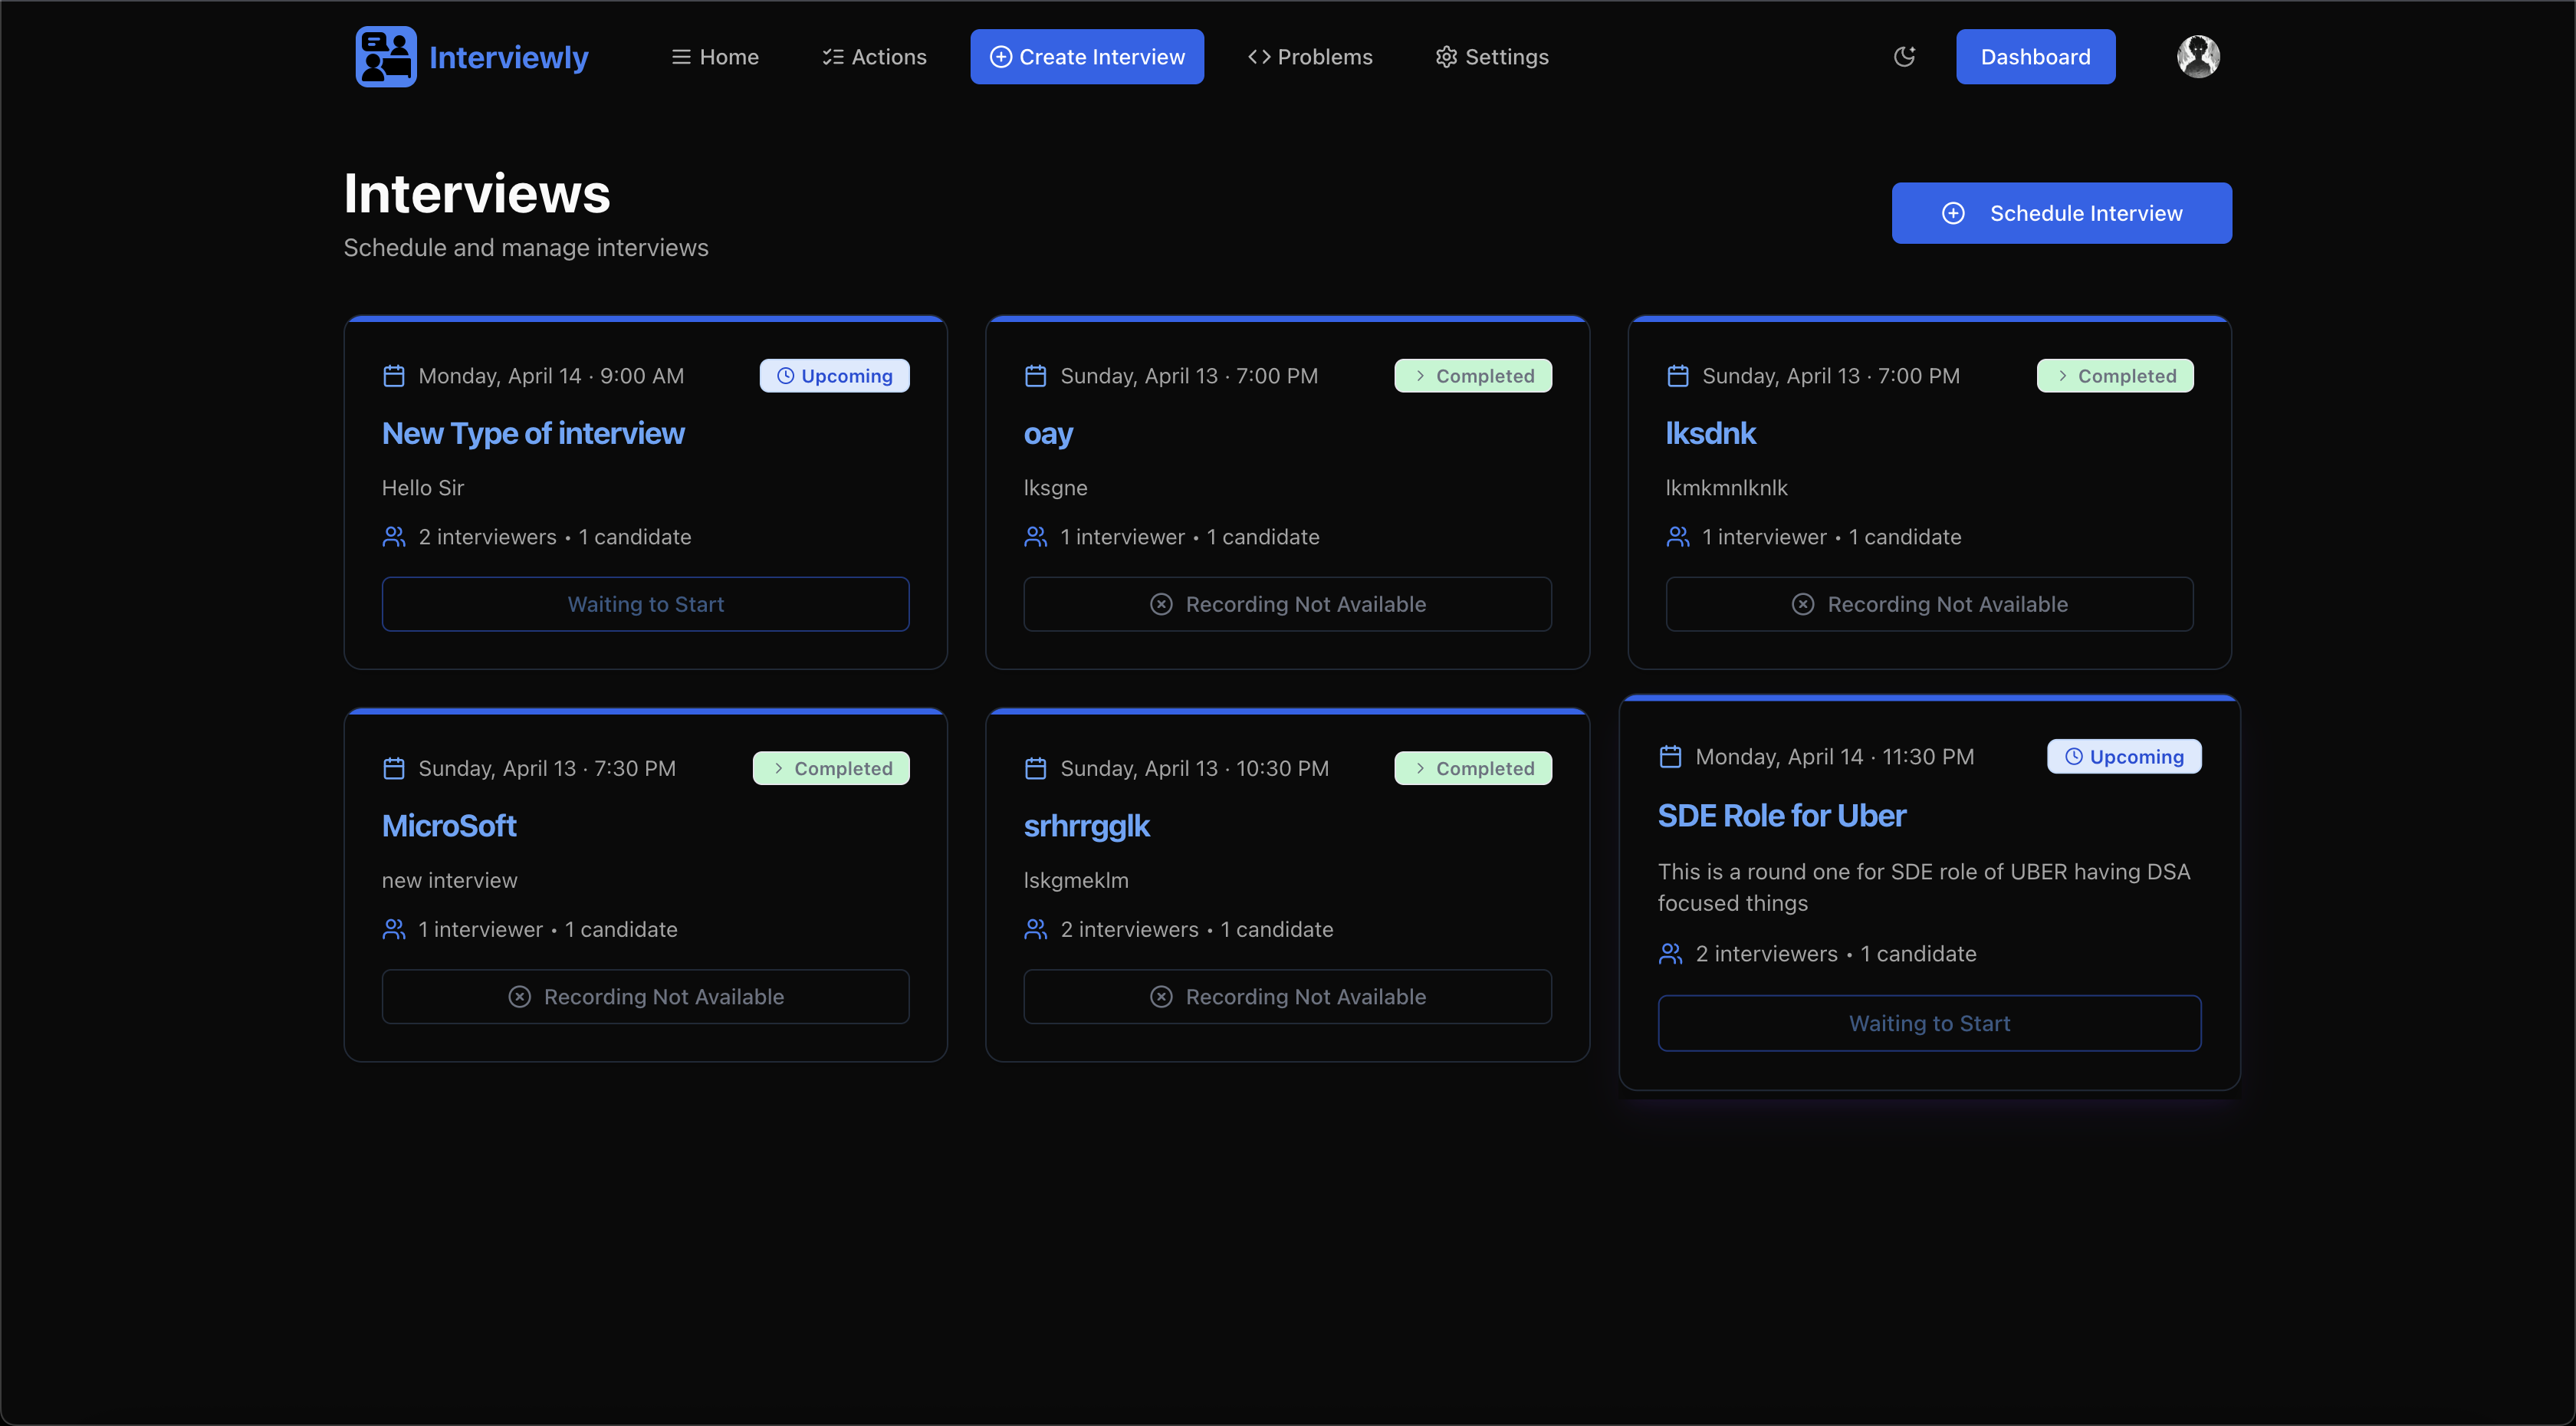 Interviewly
Home
Actions
Create Interview
Problems
Settings
Dashboard
Interviews
Schedule and manage interviews
Schedule Interview
Monday, April 14 · 9:00 AM
Upcoming
New Type of interview
Hello Sir
2 interviewers • 1 candidate
Waiting to Start
Sunday, April 13 · 7:00 PM
Completed
oay
lksgne
1 interviewer • 1 candidate
Recording Not Available
Sunday, April 13 · 7:00 PM
Completed
lksdnk
lkmkmnlknlk
1 interviewer • 1 candidate
Recording Not Available
Sunday, April 13 · 7:30 PM
Completed
MicroSoft
new interview
1 interviewer • 1 candidate
Recording Not Available
Sunday, April 13 · 10:30 PM
Completed
srhrrgglk
lskgmeklm
2 interviewers • 1 candidate
Recording Not Available
Monday, April 14 · 11:30 PM
Upcoming
SDE Role for Uber
This is a round one for SDE role of UBER having DSA
focused things
2 interviewers • 1 candidate
Waiting to Start